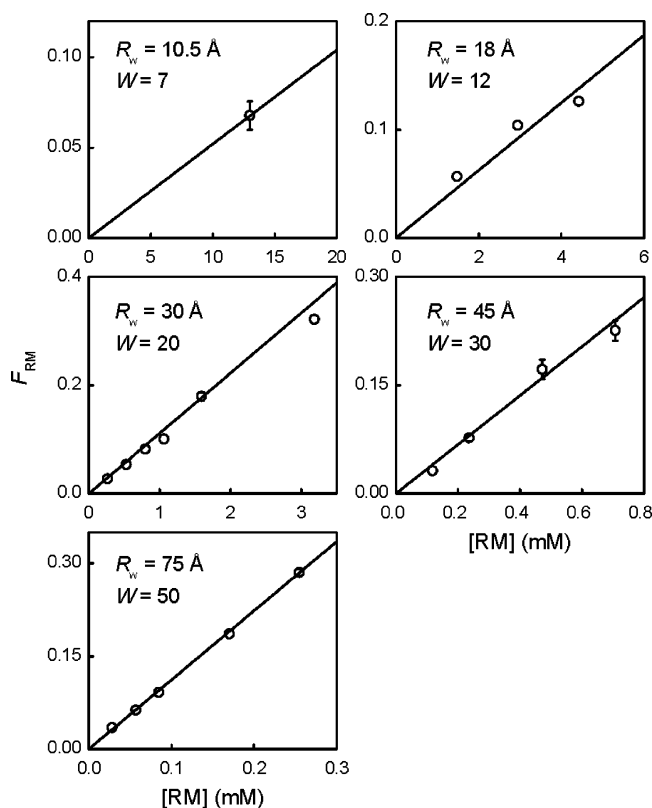 R_w = 10.5 Å
W = 7
0.10
0.05
0.00
0 5 10 15 20
R_w = 18 Å
W = 12
0.2
0.1
0.0
0 2 4 6
R_w = 30 Å
W = 20
0.4
0.2
0.0
0 1 2 3
F_RM
R_w = 45 Å
W = 30
0.30
0.15
0.00
0.0 0.2 0.4 0.6 0.8
[RM] (mM)
R_w = 75 Å
W = 50
0.30
0.15
0.00
0.0 0.1 0.2 0.3
[RM] (mM)